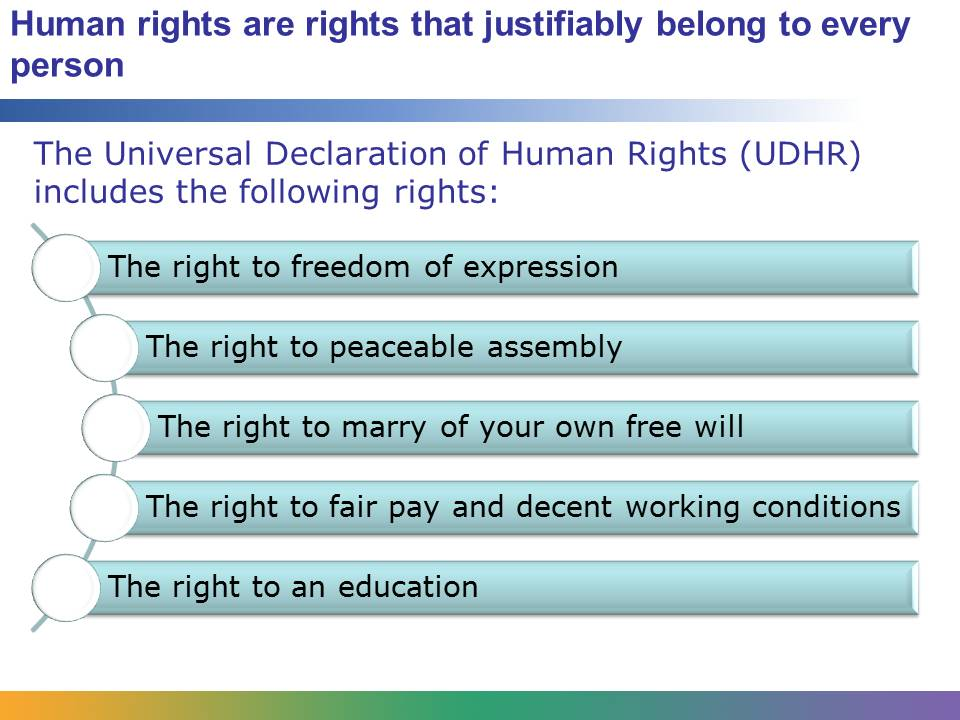 Human rights are rights that justifiably belong to every
person
The Universal Declaration of Human Rights (UDHR)
includes the following rights:
The right to freedom of expression
The right to peaceable assembly
The right to marry of your own free will
The right to fair pay and decent working conditions
The right to an education